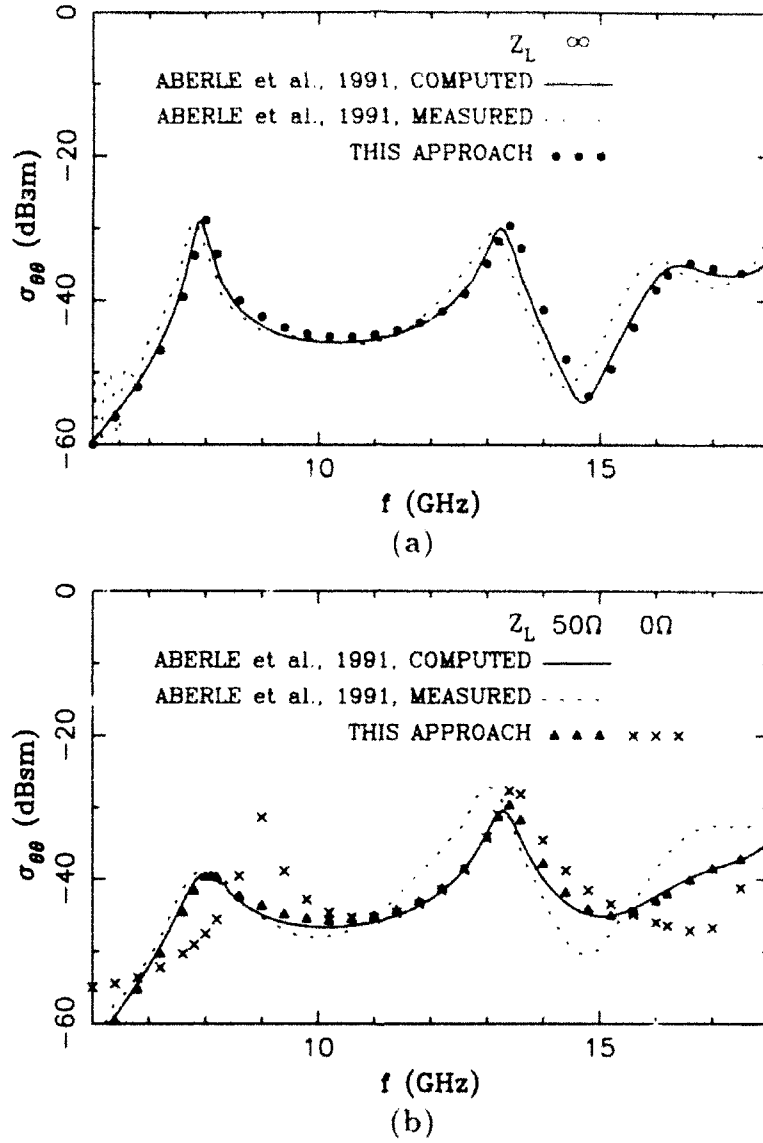 0
Z_L ∞
ABERLE et al., 1991, COMPUTED
ABERLE et al., 1991, MEASURED
THIS APPROACH
-20
σ_θθ (dB3m)
-40
-60
10 15
f (GHz)
(a)
0
Z_L 50Ω 0Ω
ABERLE et al., 1991, COMPUTED
ABERLE et al., 1991, MEASURED
THIS APPROACH
-20
σ_θθ (dBsm)
-40
-60
10 15
f (GHz)
(b)